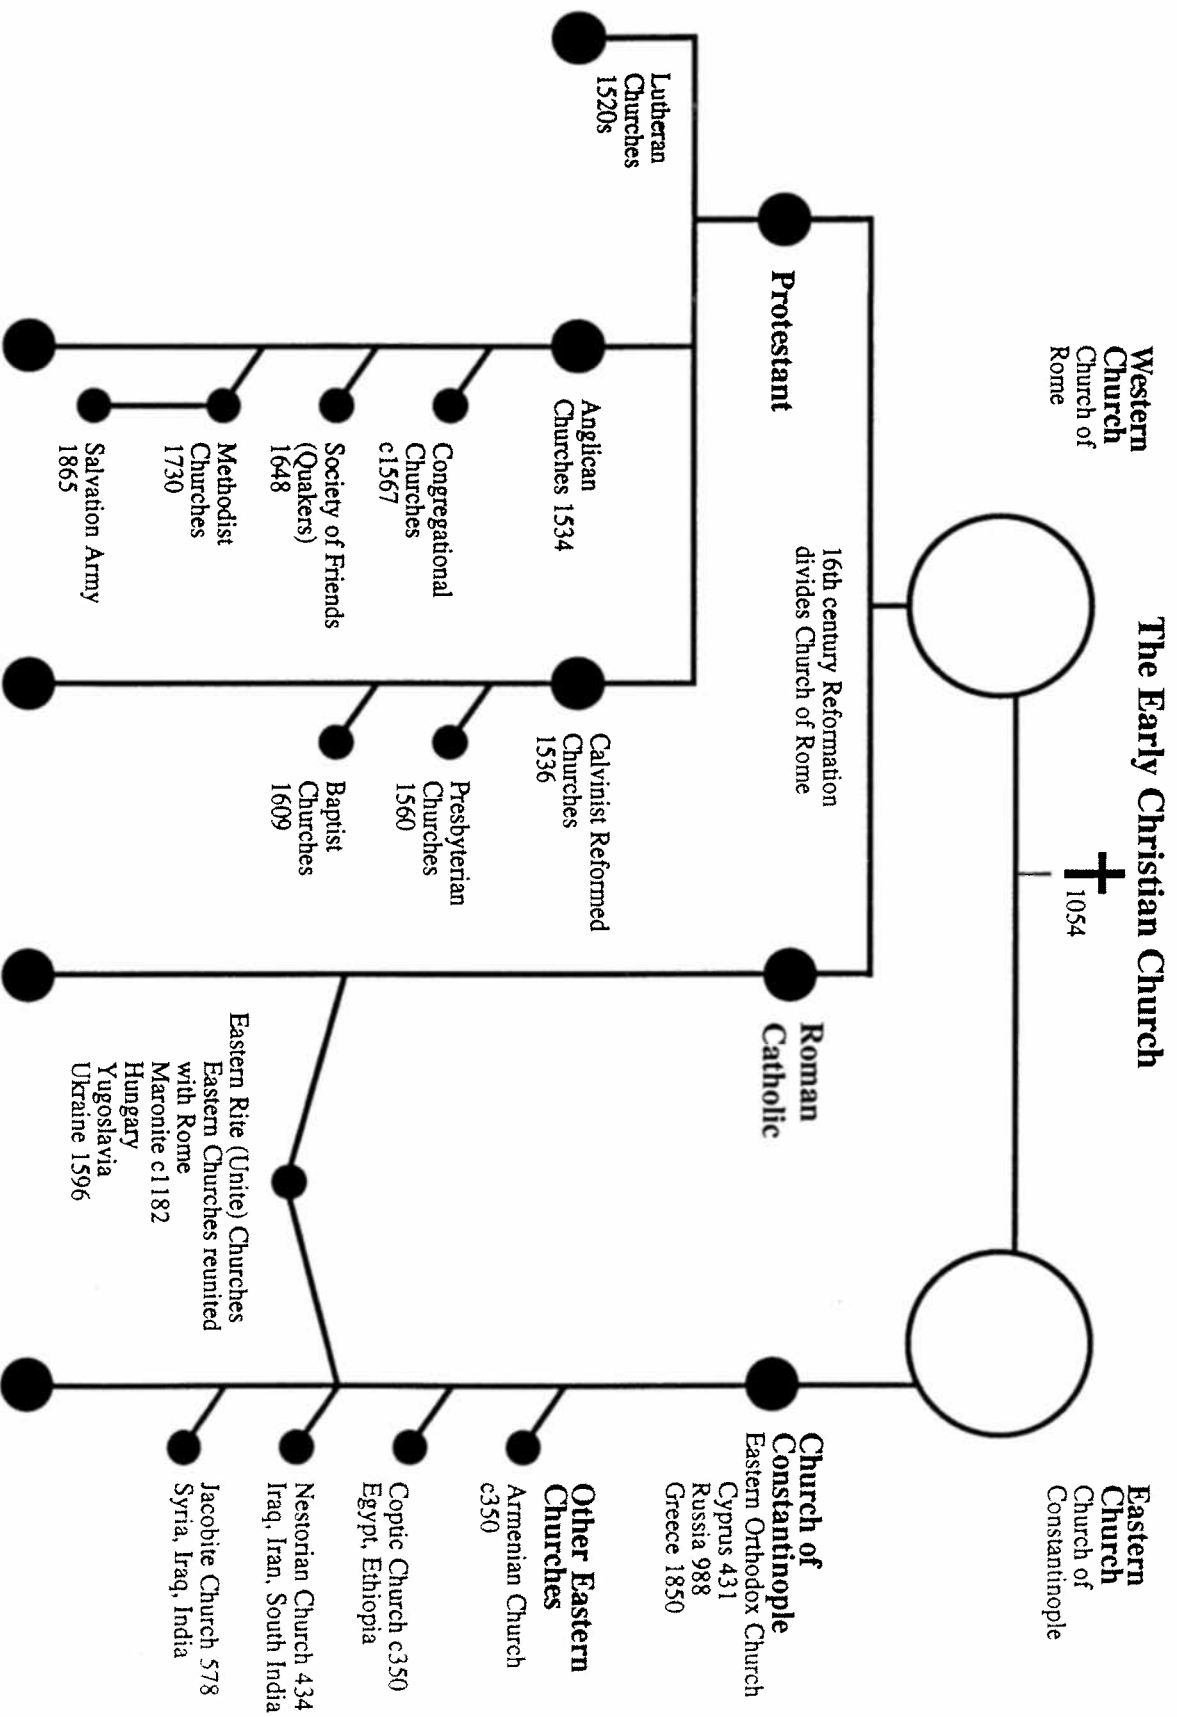 The Early Christian Church
1054
Western
Church
Church of
Rome
Eastern
Church
Church of
Constantinople
16th century Reformation
divides Church of Rome
Protestant
Roman
Catholic
Church of
Constantinople
Eastern Orthodox Church
Cyprus 431
Russia 988
Greece 1850
Lutheran
Churches
1520s
Anglican
Churches 1534
Congregational
Churches
c1567
Society of Friends
(Quakers)
1648
Methodist
Churches
1730
Salvation Army
1865
Calvinist Reformed
Churches
1536
Presbyterian
Churches
1560
Baptist
Churches
1609
Eastern Rite (Unite) Churches
Eastern Churches reunited
with Rome
Maronite c1182
Hungary
Yugoslavia
Ukraine 1596
Other Eastern
Churches
Armenian Church
c350
Coptic Church c350
Egypt, Ethiopia
Nestorian Church 434
Iraq, Iran, South India
Jacobite Church 578
Syria, Iraq, India